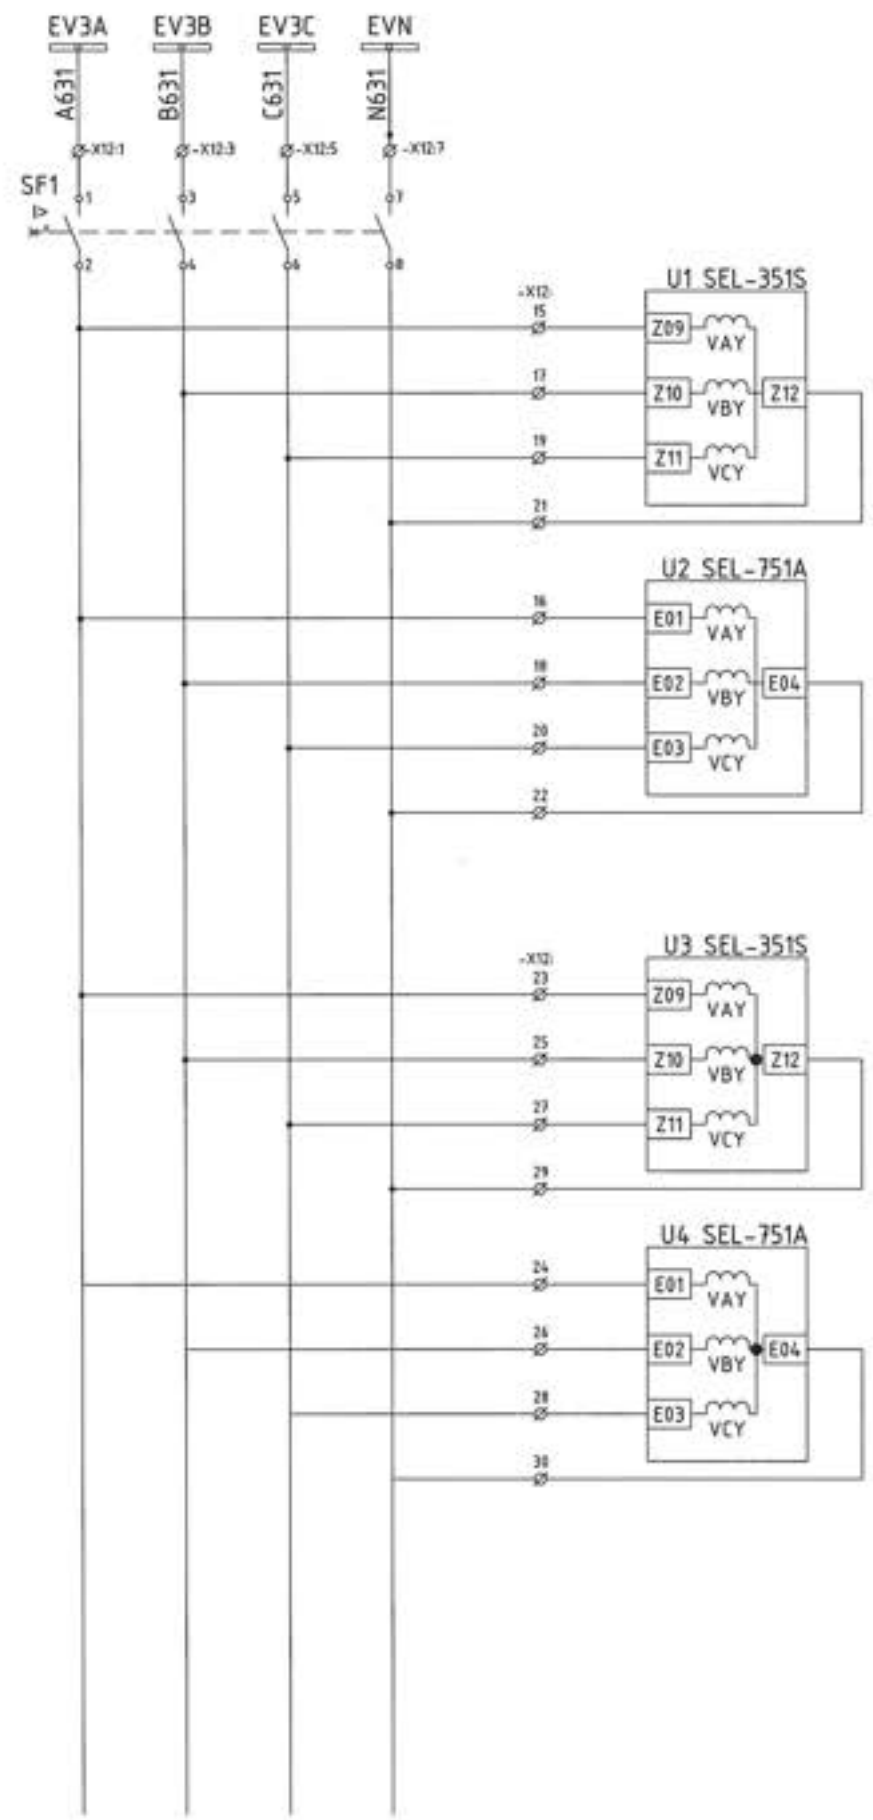 EV3A EV3B EV3C EVN
A631 B631 C631 N631
-X12:1 -X12:3 -X12:5 -X12:7
SF1
1 3 5 7
2 4 6 8
U1 SEL-351S
-X12:
15 Z09 VAY
17 Z10 VBY Z12
19 Z11 VCY
21
U2 SEL-751A
16 E01 VAY
18 E02 VBY E04
20 E03 VCY
22
U3 SEL-351S
-X12:
23 Z09 VAY
25 Z10 VBY Z12
27 Z11 VCY
29
U4 SEL-751A
24 E01 VAY
26 E02 VBY E04
28 E03 VCY
30